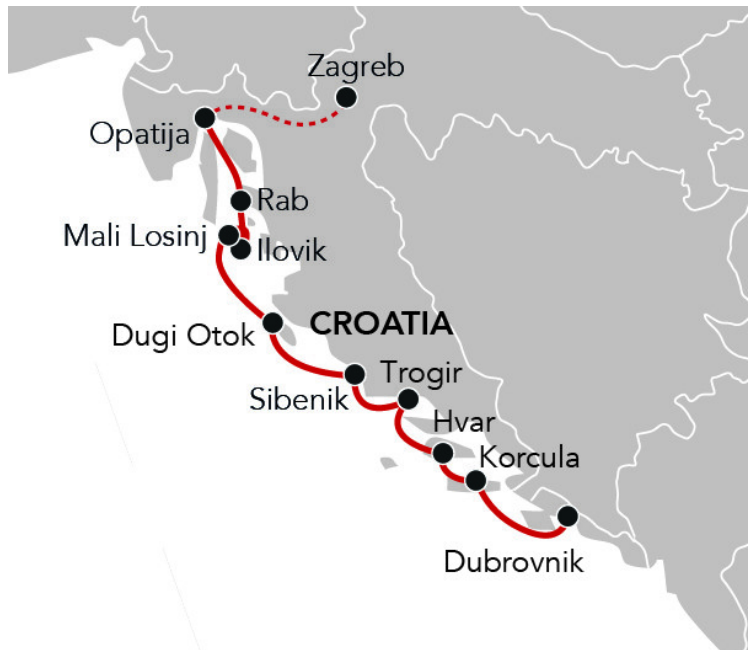 Zagreb
Opatija
Rab
Mali Losinj
Ilovik
Dugi Otok
CROATIA
Trogir
Sibenik
Hvar
Korcula
Dubrovnik